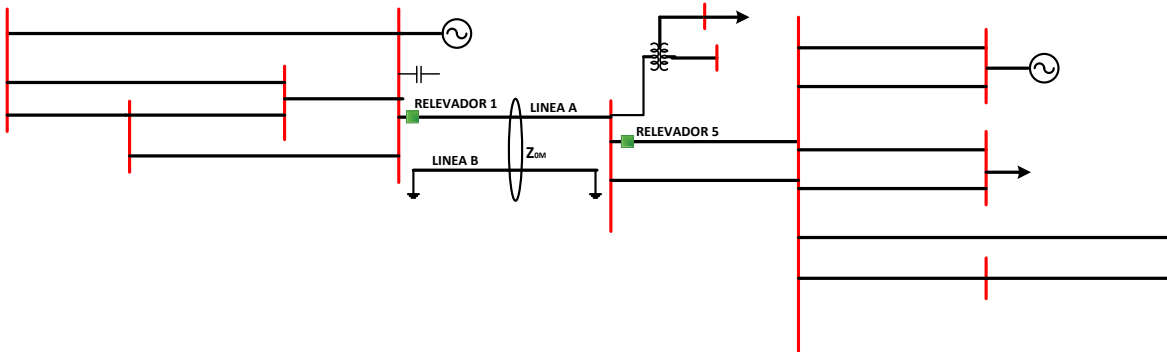 RELEVADOR 1
LINEA A
RELEVADOR 5
LINEA B
Z0M